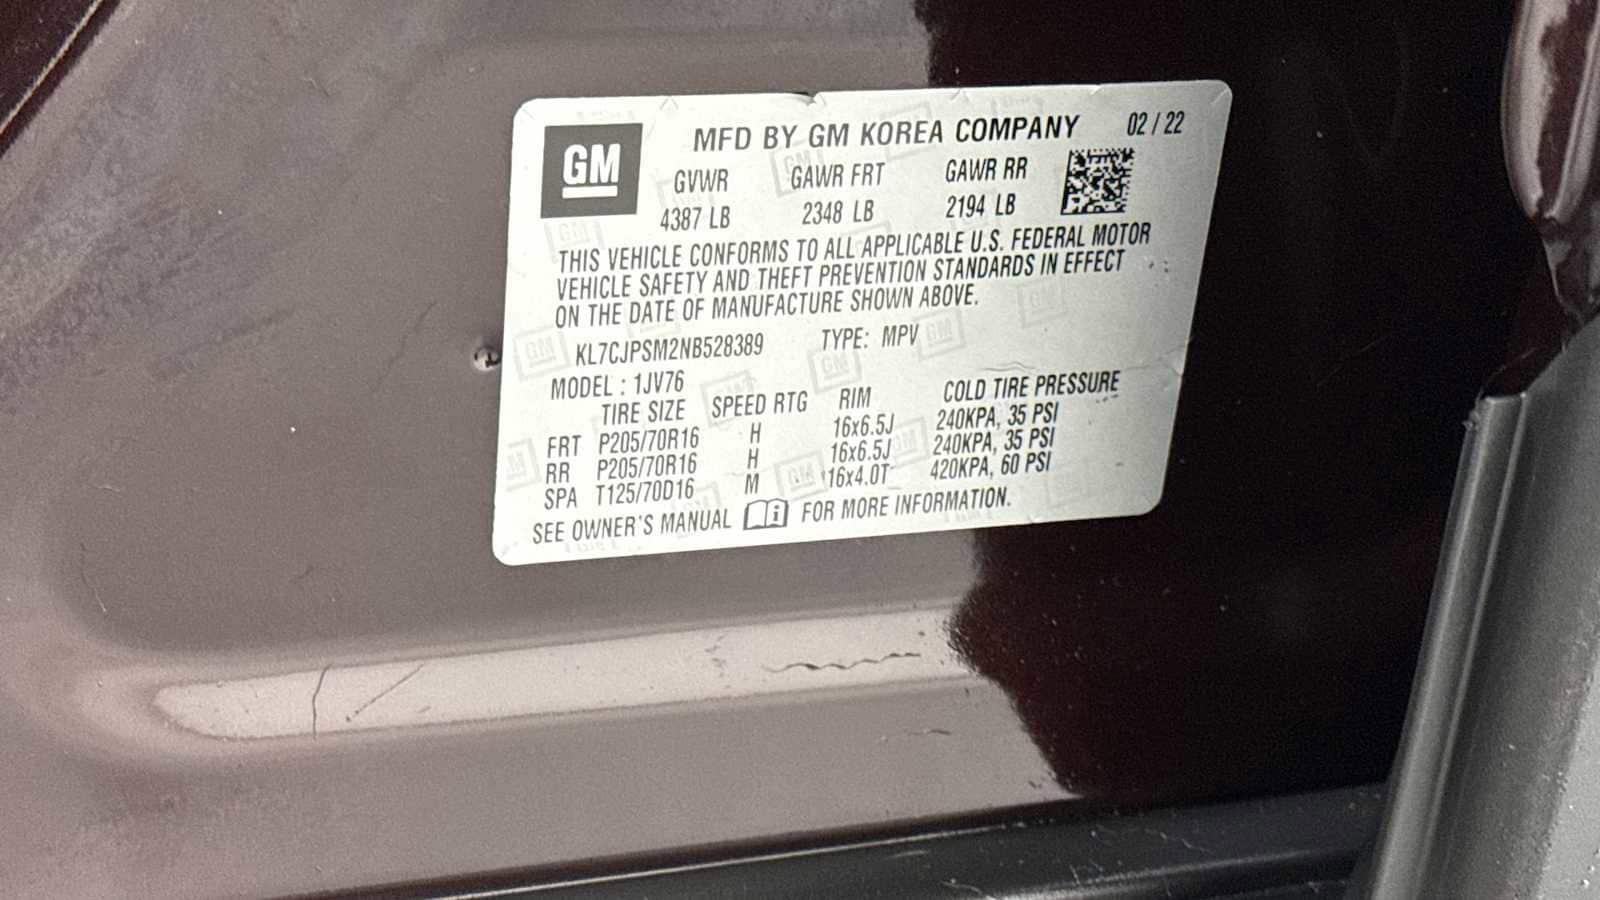 GM
MFD BY GM KOREA COMPANY 02 / 22
GVWR GAWR FRT GAWR RR
4387 LB 2348 LB 2194 LB
THIS VEHICLE CONFORMS TO ALL APPLICABLE U.S. FEDERAL MOTOR
VEHICLE SAFETY AND THEFT PREVENTION STANDARDS IN EFFECT
ON THE DATE OF MANUFACTURE SHOWN ABOVE.
KL7CJPSM2NB528389 TYPE: MPV
MODEL : 1JV76
TIRE SIZE SPEED RTG RIM COLD TIRE PRESSURE
FRT P205/70R16 H 16x6.5J 240KPA, 35 PSI
RR P205/70R16 H 16x6.5J 240KPA, 35 PSI
SPA T125/70D16 M 16x4.0T 420KPA, 60 PSI
SEE OWNER'S MANUAL FOR MORE INFORMATION.